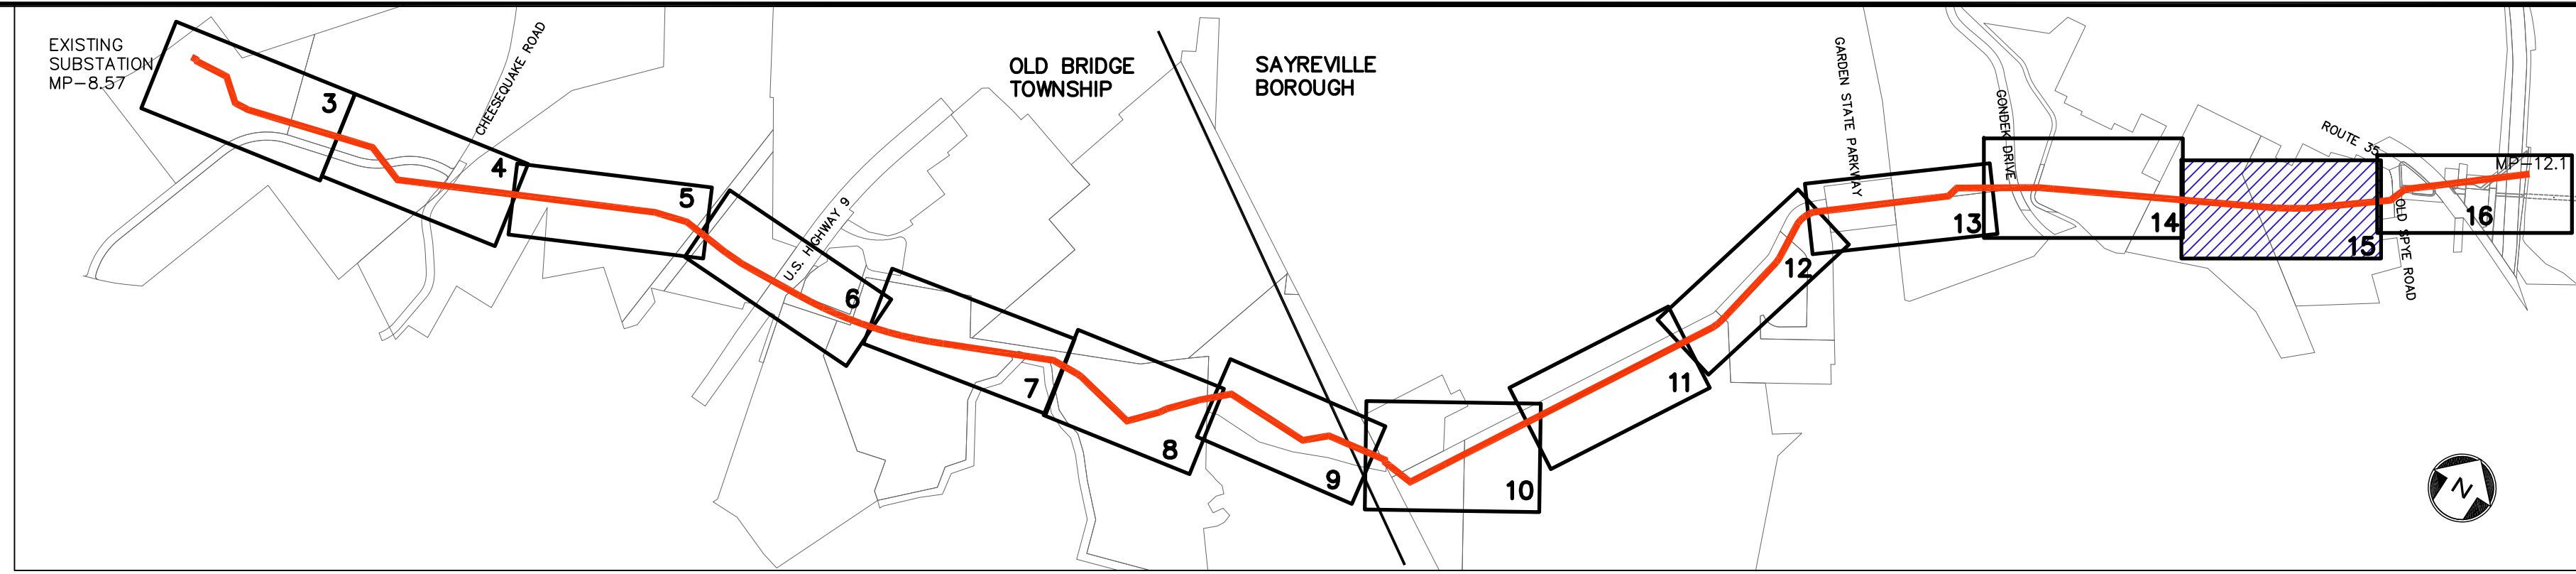 EXISTING
SUBSTATION
MP-8.57
3
CHEESEQUAKE ROAD
4
5
U.S. HIGHWAY 9
6
7
8
OLD BRIDGE
TOWNSHIP
SAYREVILLE
BOROUGH
9
10
11
12
GARDEN STATE PARKWAY
13
GONDEK DRIVE
14
15
ROUTE 35
OLD SPYE ROAD
MP-12.1
16
N